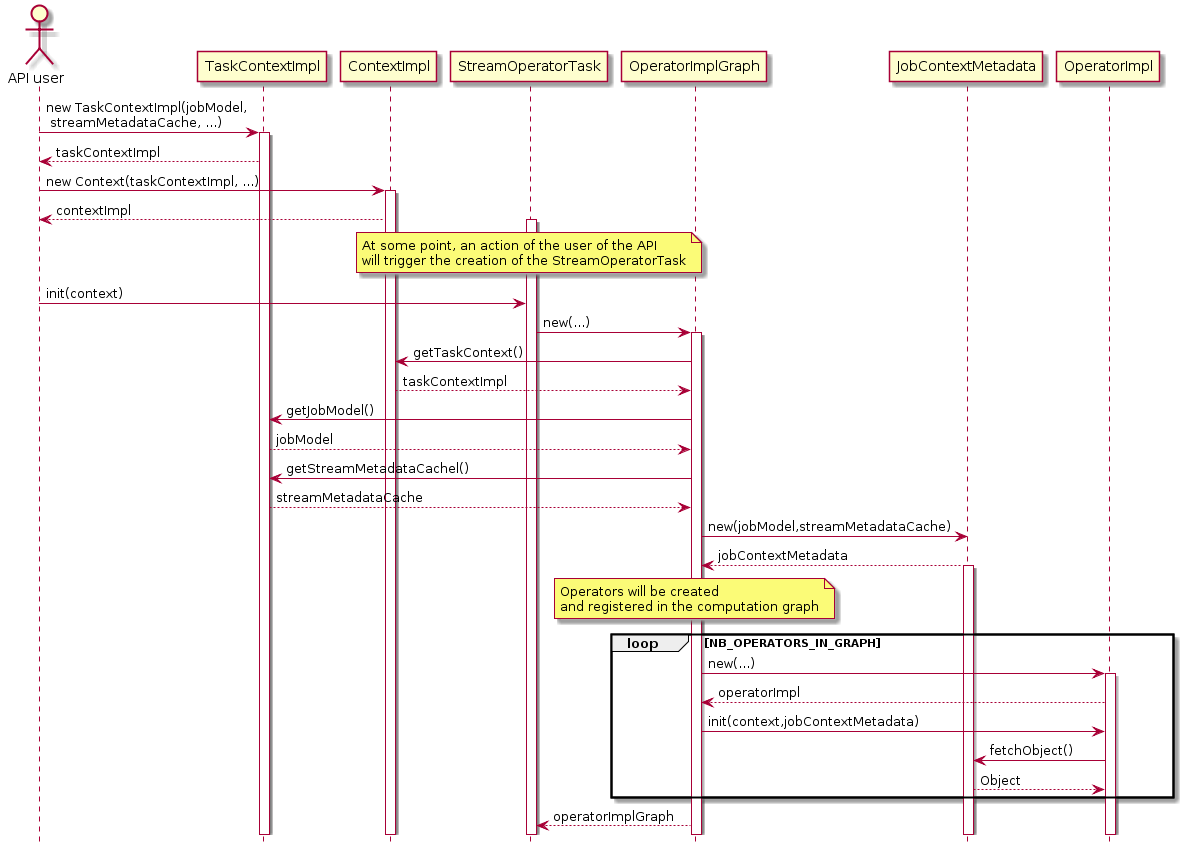 API user
TaskContextImpl
ContextImpl
StreamOperatorTask
OperatorImplGraph
JobContextMetadata
OperatorImpl
new TaskContextImpl(jobModel,
streamMetadataCache, ...)
taskContextImpl
new Context(taskContextImpl, ...)
contextImpl
At some point, an action of the user of the API
will trigger the creation of the StreamOperatorTask
init(context)
new(...)
getTaskContext()
taskContextImpl
getJobModel()
jobModel
getStreamMetadataCachel()
streamMetadataCache
new(jobModel,streamMetadataCache)
jobContextMetadata
Operators will be created
and registered in the computation graph
loop [NB_OPERATORS_IN_GRAPH]
new(...)
operatorImpl
init(context,jobContextMetadata)
fetchObject()
Object
operatorImplGraph